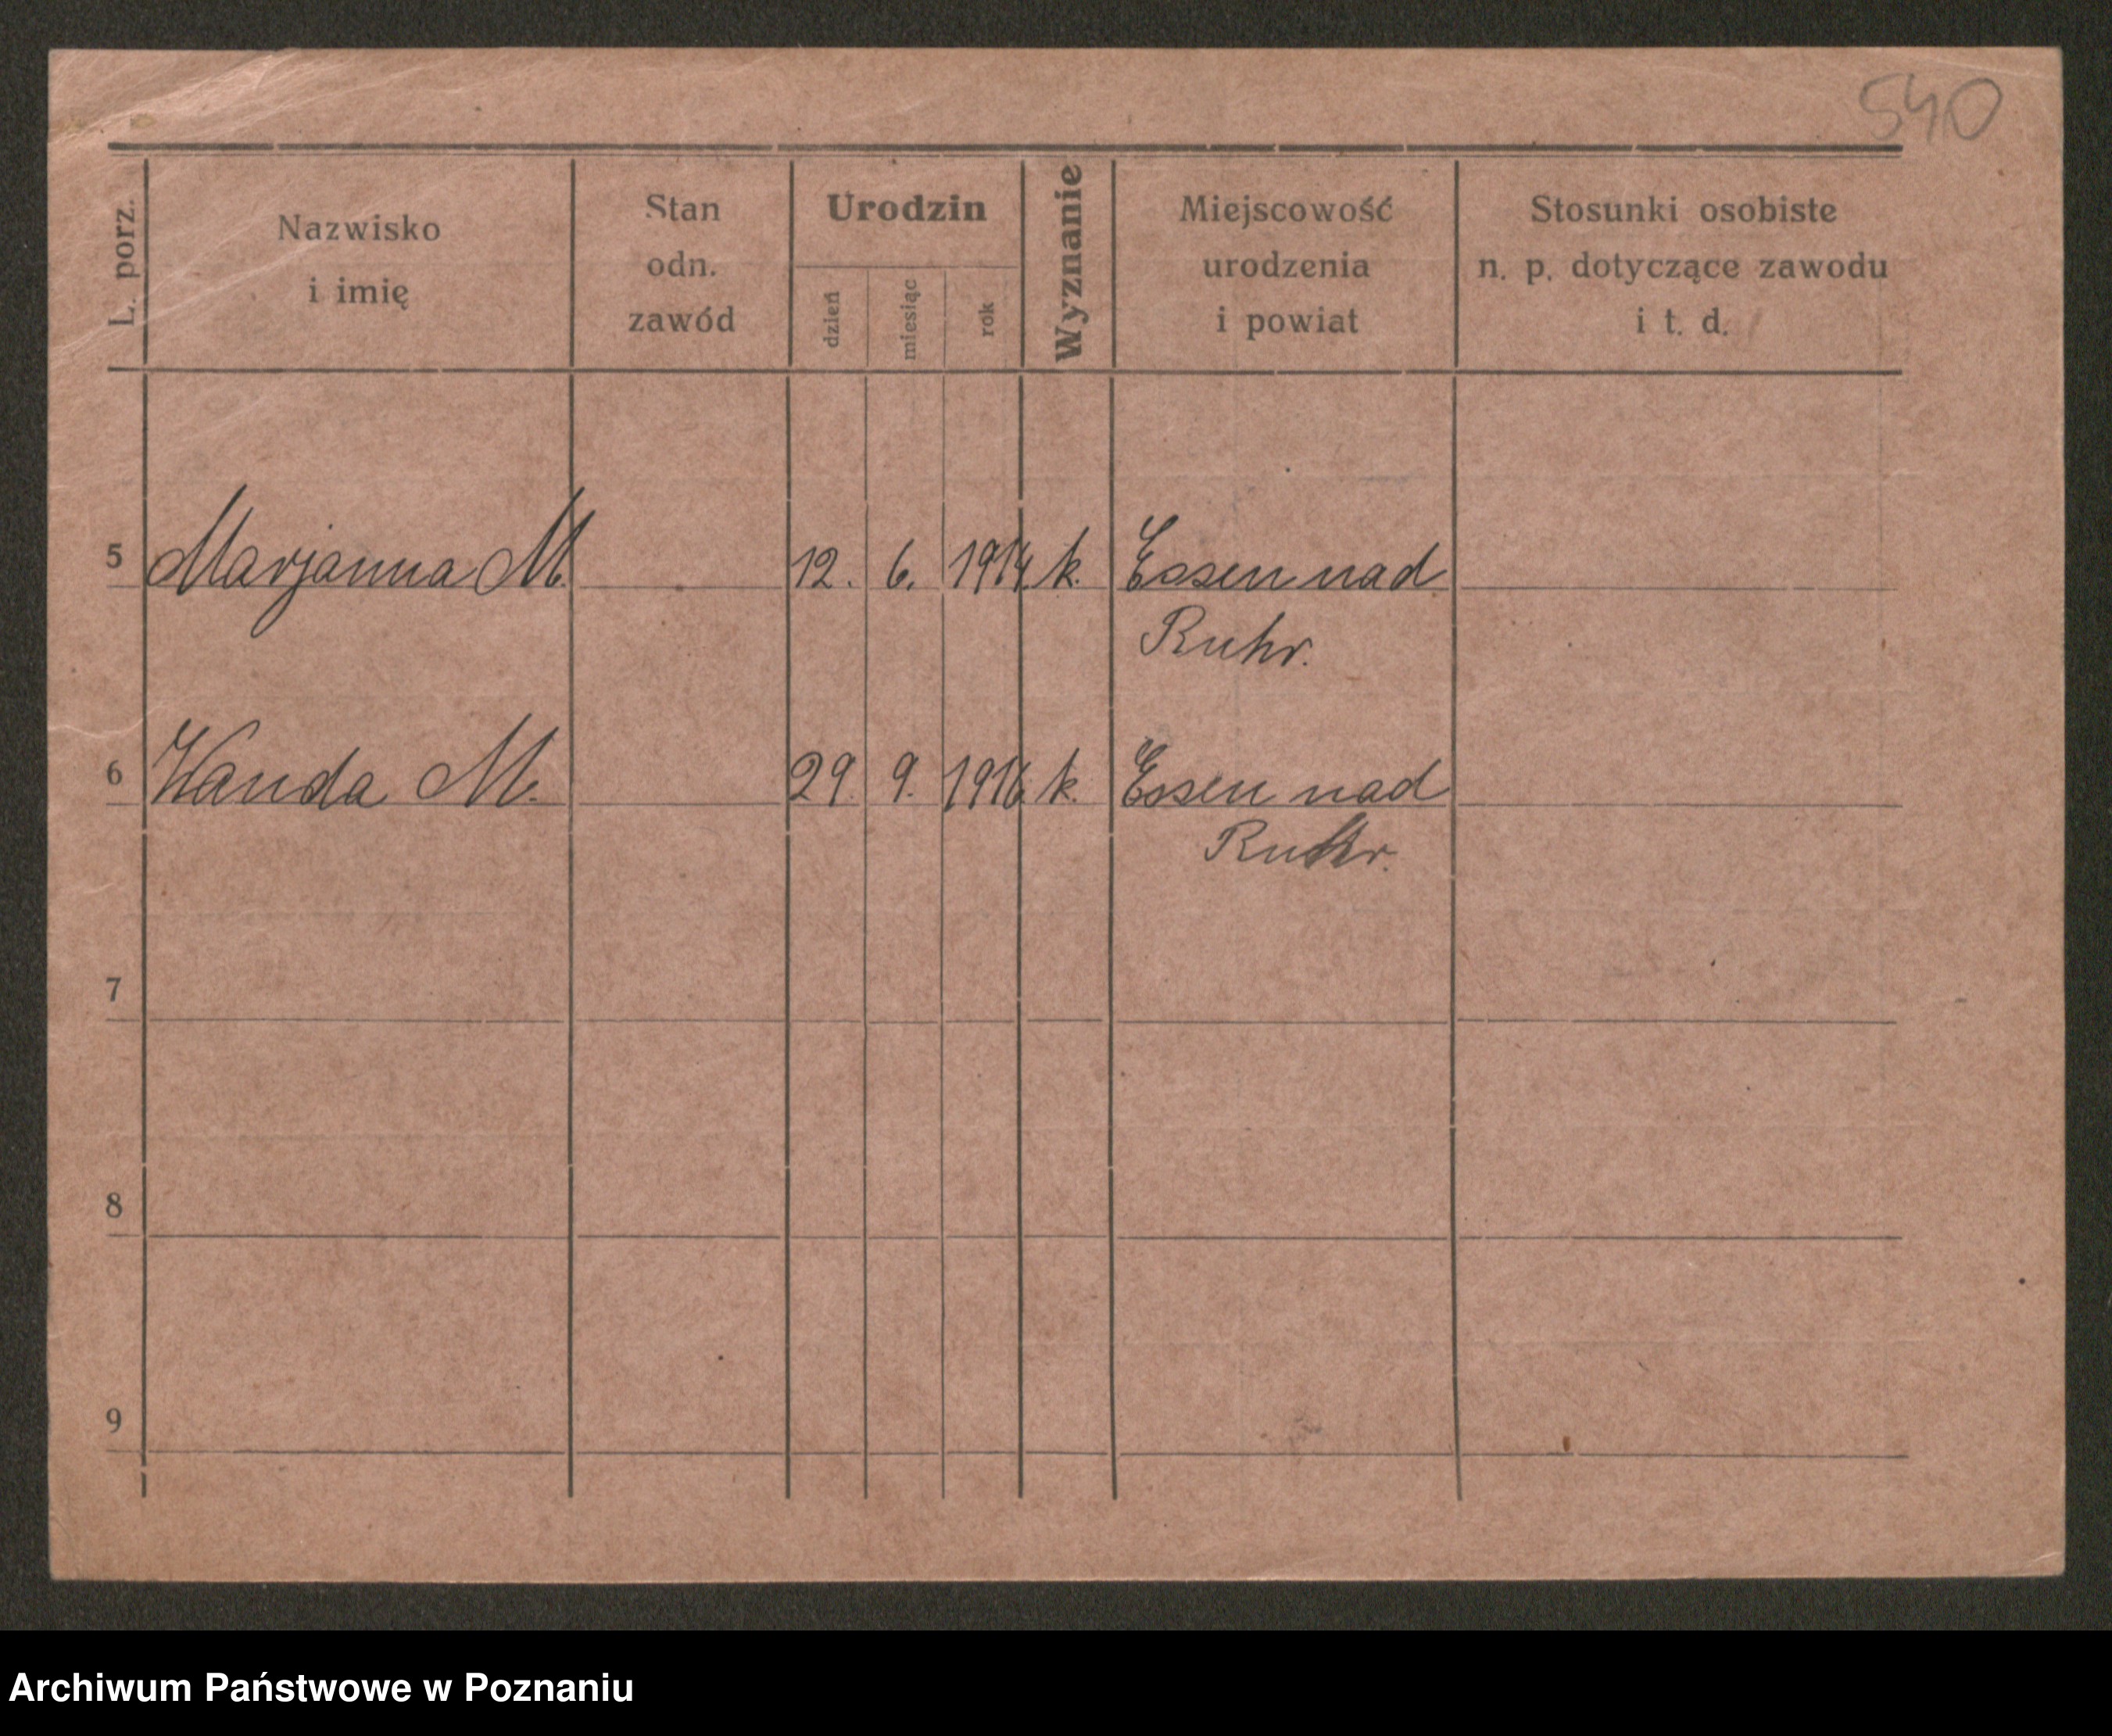 540
L. porz.
Nazwisko
i imię
Stan
odn.
zawód
Urodzin
dzień
miesiąc
rok
Wyznanie
Miejscowość
urodzenia
i powiat
Stosunki osobiste
n. p. dotyczące zawodu
i t. d.
5 Marjanna M. 12. 6. 1914. k. Essen nad
Ruhr.
6 Wanda M. 29. 9. 1916 k. Essen nad
Ruhr.
7
8
9
Archiwum Państwowe w Poznaniu